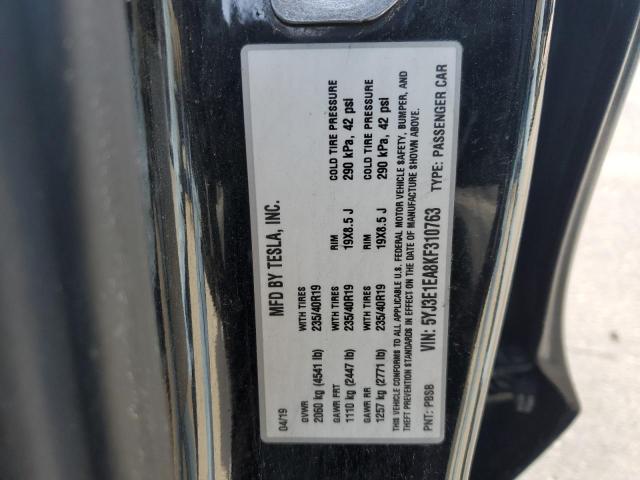 MFD BY TESLA, INC.
04/19
GVWR WITH TIRES
2060 kg (4541 lb) 235/40R19
GAWR FRT WITH TIRES RIM COLD TIRE PRESSURE
1110 kg (2447 lb) 235/40R19 19X8.5 J 290 kPa, 42 psi
GAWR RR WITH TIRES RIM COLD TIRE PRESSURE
1257 kg (2771 lb) 235/40R19 19X8.5 J 290 kPa, 42 psi
THIS VEHICLE CONFORMS TO ALL APPLICABLE U.S. FEDERAL MOTOR VEHICLE SAFETY, BUMPER, AND
THEFT PREVENTION STANDARDS IN EFFECT ON THE DATE OF MANUFACTURE SHOWN ABOVE.
VIN: 5YJ3E1EA8KF310763 TYPE: PASSENGER CAR
PNT: PBSB